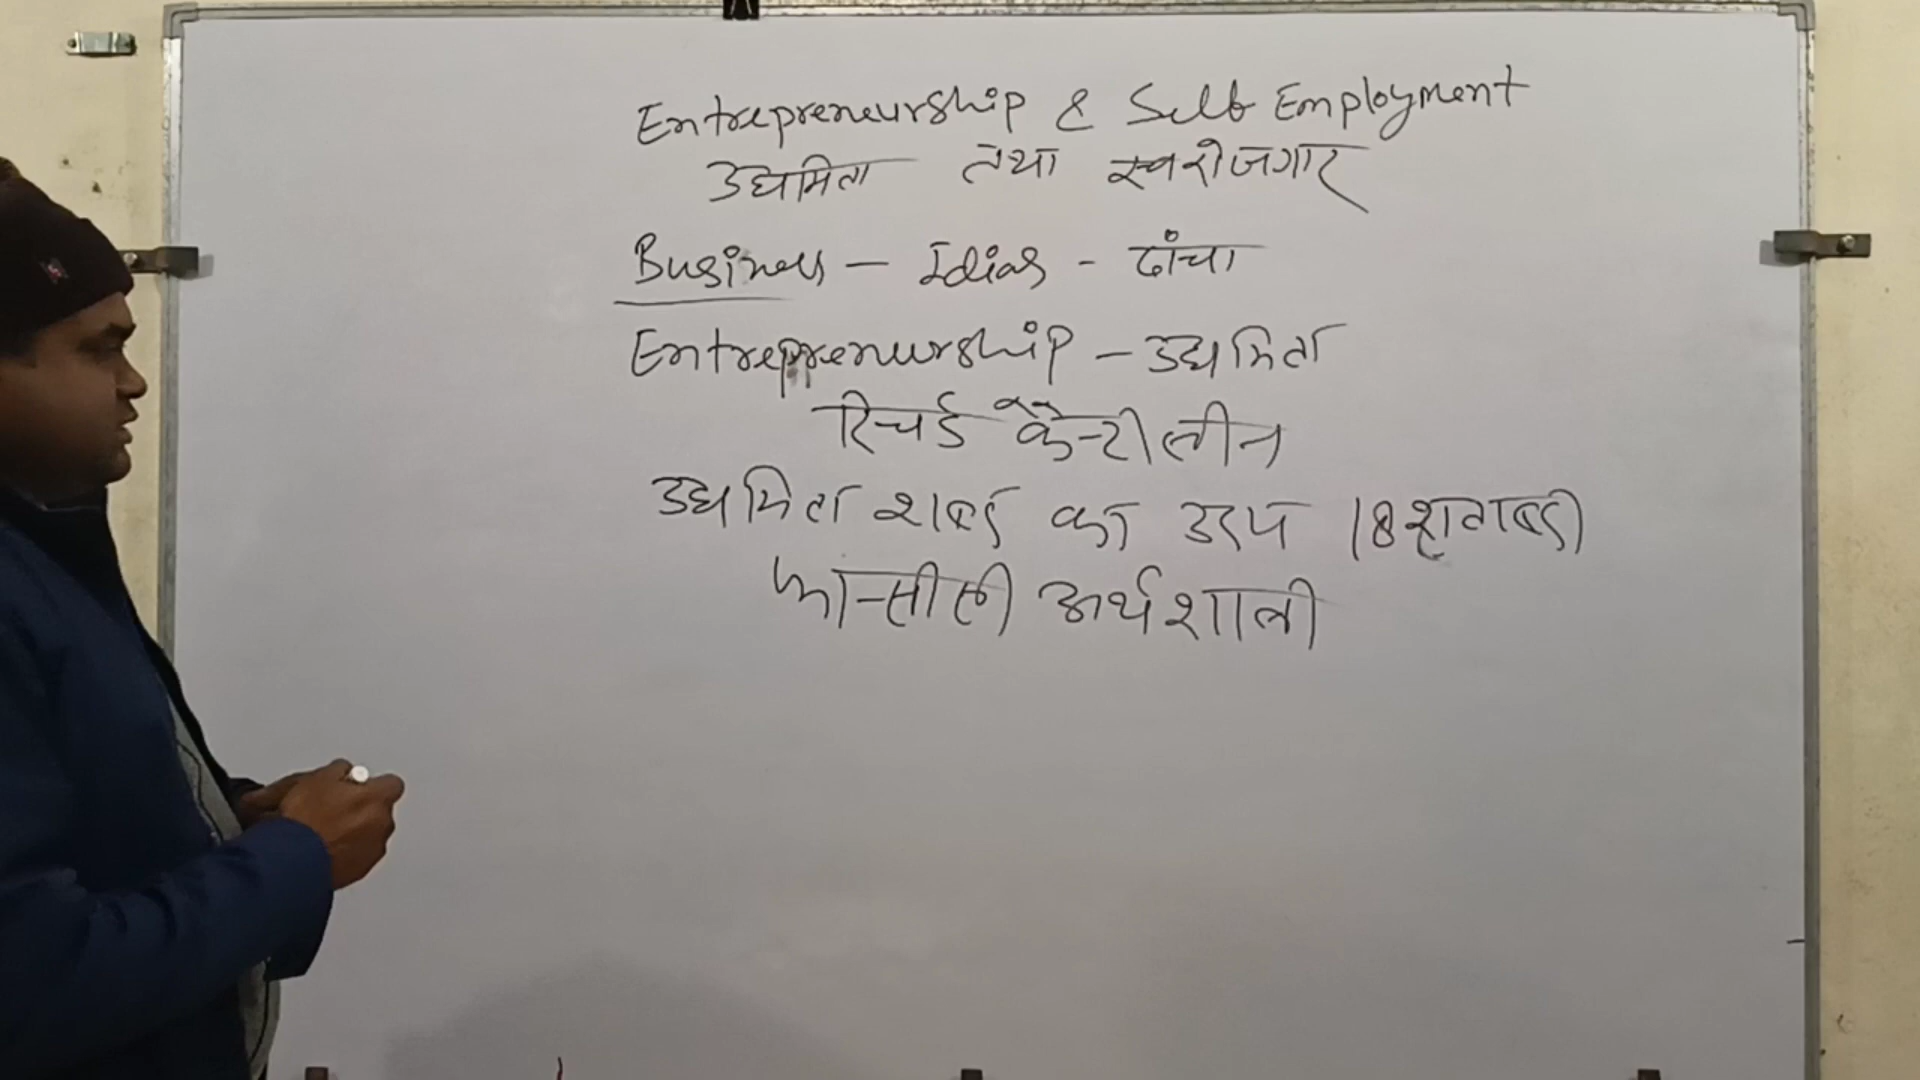 Entrepreneurship & Self Employment
उद्यमिता तथा स्वरोजगार
Business - Idias - ढांचा
Entrepreneurship - उद्यमिता
रिचर्ड कैन्टीलीन
उद्यमिता शब्द का उदय 18 शताब्दी
फ्रान्सीसी अर्थशास्त्री